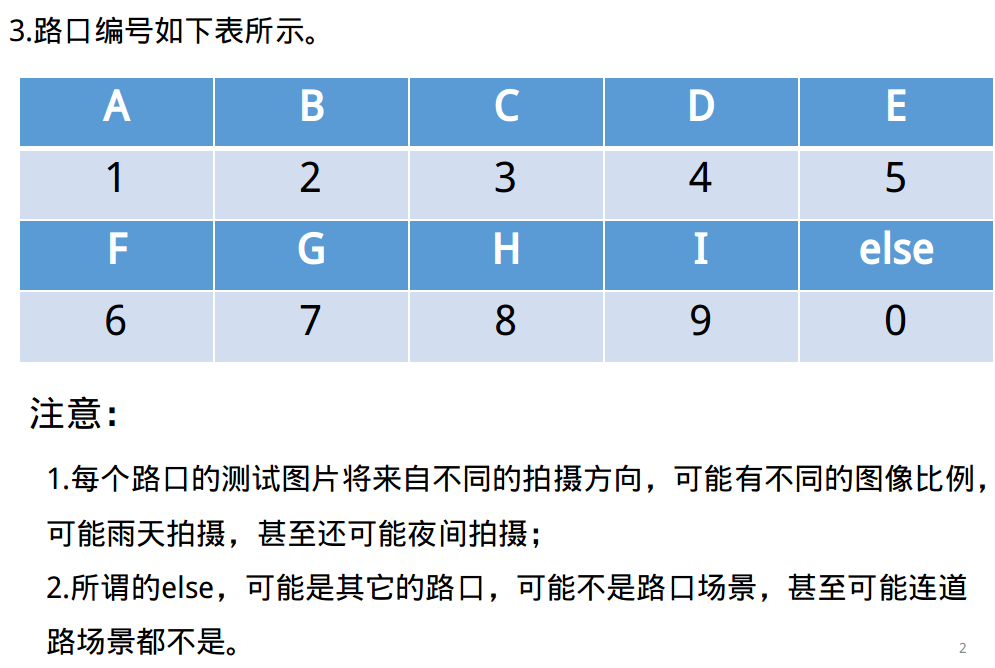 3.路口编号如下表所示。
A B C D E
1 2 3 4 5
F G H I else
6 7 8 9 0
注意：
1.每个路口的测试图片将来自不同的拍摄方向，可能有不同的图像比例，
可能雨天拍摄，甚至还可能夜间拍摄；
2.所谓的else，可能是其它的路口，可能不是路口场景，甚至可能连道
路场景都不是。
2